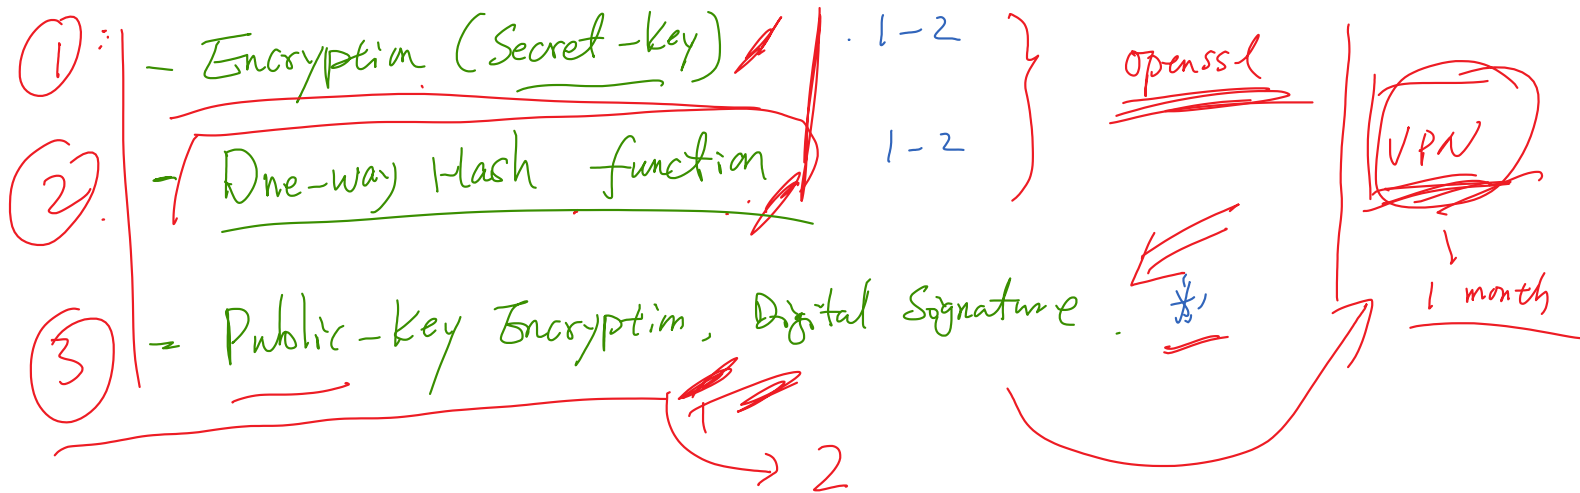 ① - Encryption (Secret-Key) . 1-2 openssl
VPN
② - One-way Hash function 1-2
1 month
③ - Public-Key Encryption, Digital Signature. *
2